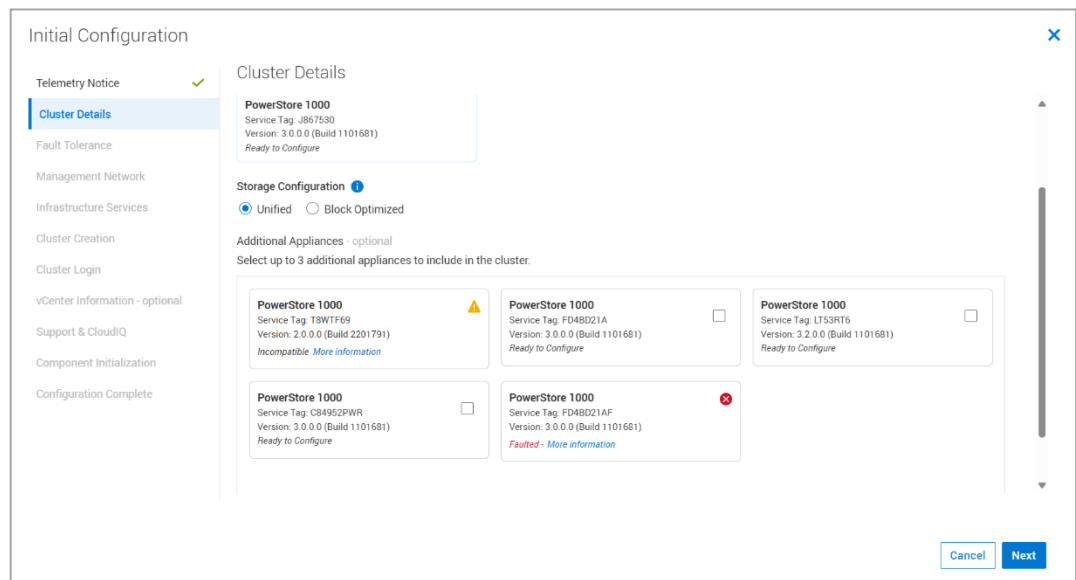 Initial Configuration
Telemetry Notice
Cluster Details
Fault Tolerance
Management Network
Infrastructure Services
Cluster Creation
Cluster Login
vCenter Information - optional
Support & CloudIQ
Component Initialization
Configuration Complete
Cluster Details
PowerStore 1000
Service Tag: J867530
Version: 3.0.0.0 (Build 1101681)
Ready to Configure
Storage Configuration
Unified Block Optimized
Additional Appliances - optional
Select up to 3 additional appliances to include in the cluster.
PowerStore 1000
Service Tag: T8WTF69
Version: 2.0.0.0 (Build 2201791)
Incompatible More information
PowerStore 1000
Service Tag: FD4BD21A
Version: 3.0.0.0 (Build 1101681)
Ready to Configure
PowerStore 1000
Service Tag: LT53RT6
Version: 3.2.0.0 (Build 1101681)
Ready to Configure
PowerStore 1000
Service Tag: C84952PWR
Version: 3.0.0.0 (Build 1101681)
Ready to Configure
PowerStore 1000
Service Tag: FD4BD21AF
Version: 3.0.0.0 (Build 1101681)
Faulted - More information
Cancel Next